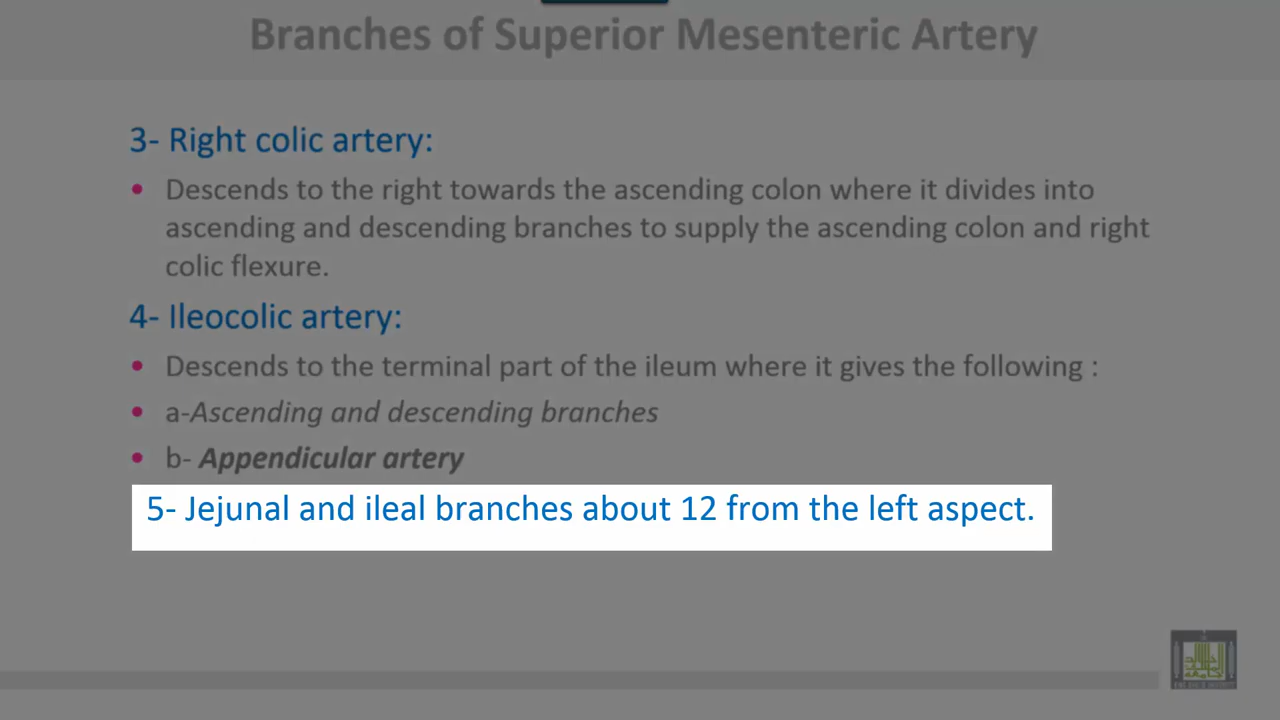 Branches of Superior Mesenteric Artery
3- Right colic artery:
• Descends to the right towards the ascending colon where it divides into
ascending and descending branches to supply the ascending colon and right
colic flexure.
4- Ileocolic artery:
• Descends to the terminal part of the ileum where it gives the following :
• a-Ascending and descending branches
• b- Appendicular artery
5- Jejunal and ileal branches about 12 from the left aspect.